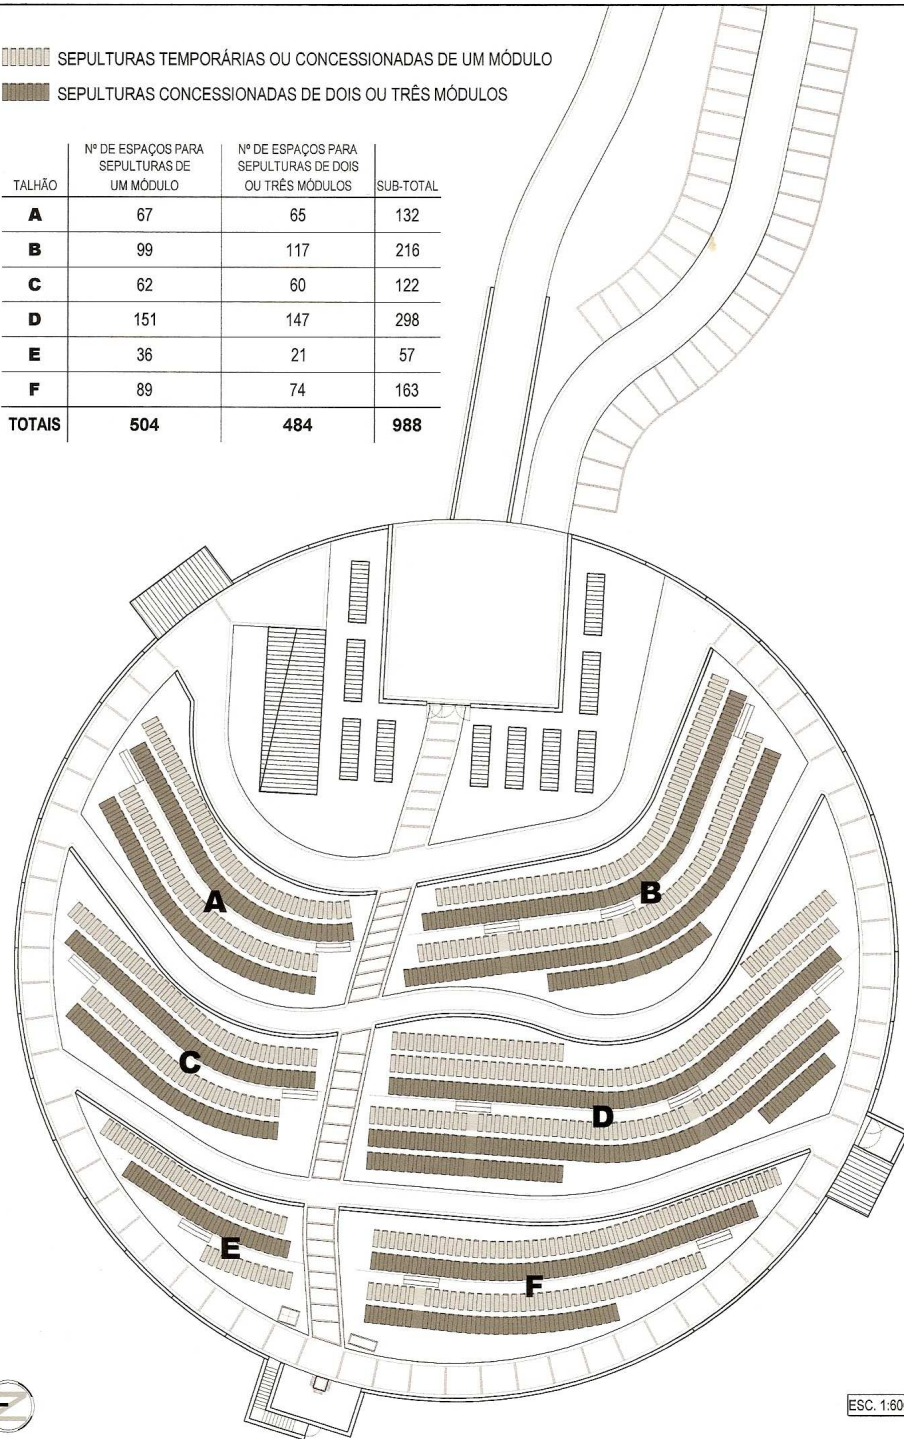 SEPULTURAS TEMPORÁRIAS OU CONCESSIONADAS DE UM MÓDULO
SEPULTURAS CONCESSIONADAS DE DOIS OU TRÊS MÓDULOS
TALHÃO Nº DE ESPAÇOS PARA SEPULTURAS DE UM MÓDULO Nº DE ESPAÇOS PARA SEPULTURAS DE DOIS OU TRÊS MÓDULOS SUB-TOTAL
A 67 65 132
B 99 117 216
C 62 60 122
D 151 147 298
E 36 21 57
F 89 74 163
TOTAIS 504 484 988
A
B
C
D
E
F
ESC. 1:60